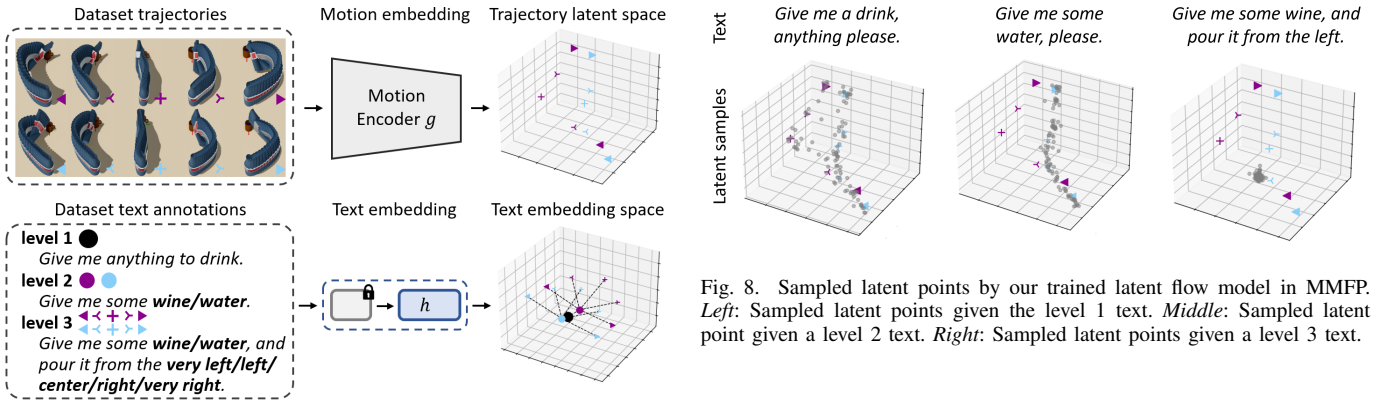 Dataset trajectories
Motion embedding
Trajectory latent space
Motion
Encoder g
Dataset text annotations
Text embedding
Text embedding space
level 1
Give me anything to drink.
level 2
Give me some wine/water.
level 3
Give me some wine/water, and
pour it from the very left/left/
center/right/very right.
h
Text
Give me a drink,
anything please.
Give me some
water, please.
Give me some wine, and
pour it from the left.
Latent samples
Fig. 8. Sampled latent points by our trained latent flow model in MMFP.
Left: Sampled latent points given the level 1 text. Middle: Sampled latent
point given a level 2 text. Right: Sampled latent points given a level 3 text.